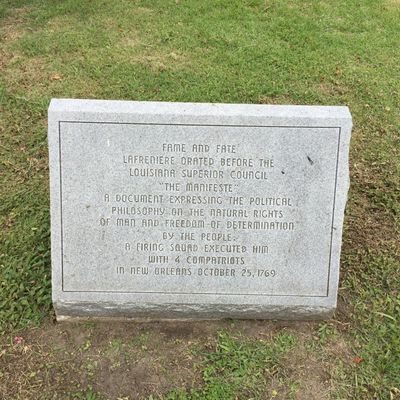 FAME AND FATE
LAFRENIERE ORATED BEFORE THE
LOUISIANA SUPERIOR COUNCIL
"THE MANIFESTE"
A DOCUMENT EXPRESSING THE POLITICAL
PHILOSOPHY ON THE NATURAL RIGHTS
OF MAN AND FREEDOM OF DETERMINATION
BY THE PEOPLE.
A FIRING SQUAD EXECUTED HIM
WITH 4 COMPATRIOTS
IN NEW ORLEANS OCTOBER 25, 1769